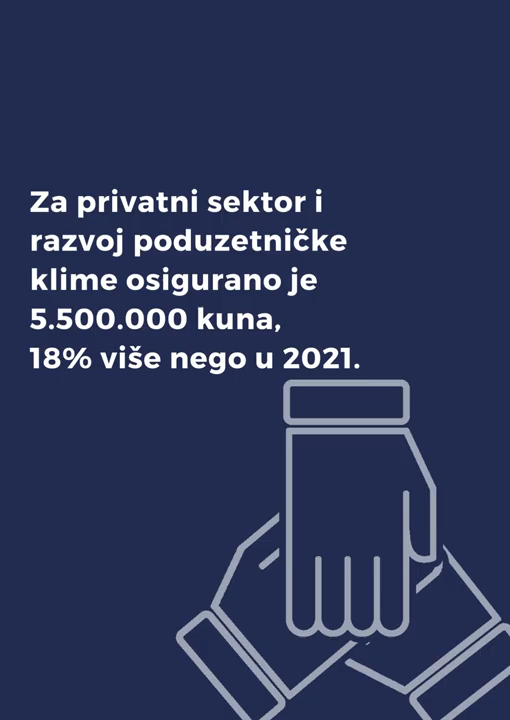 Za privatni sektor i
razvoj poduzetničke
klime osigurano je
5.500.000 kuna,
18% više nego u 2021.